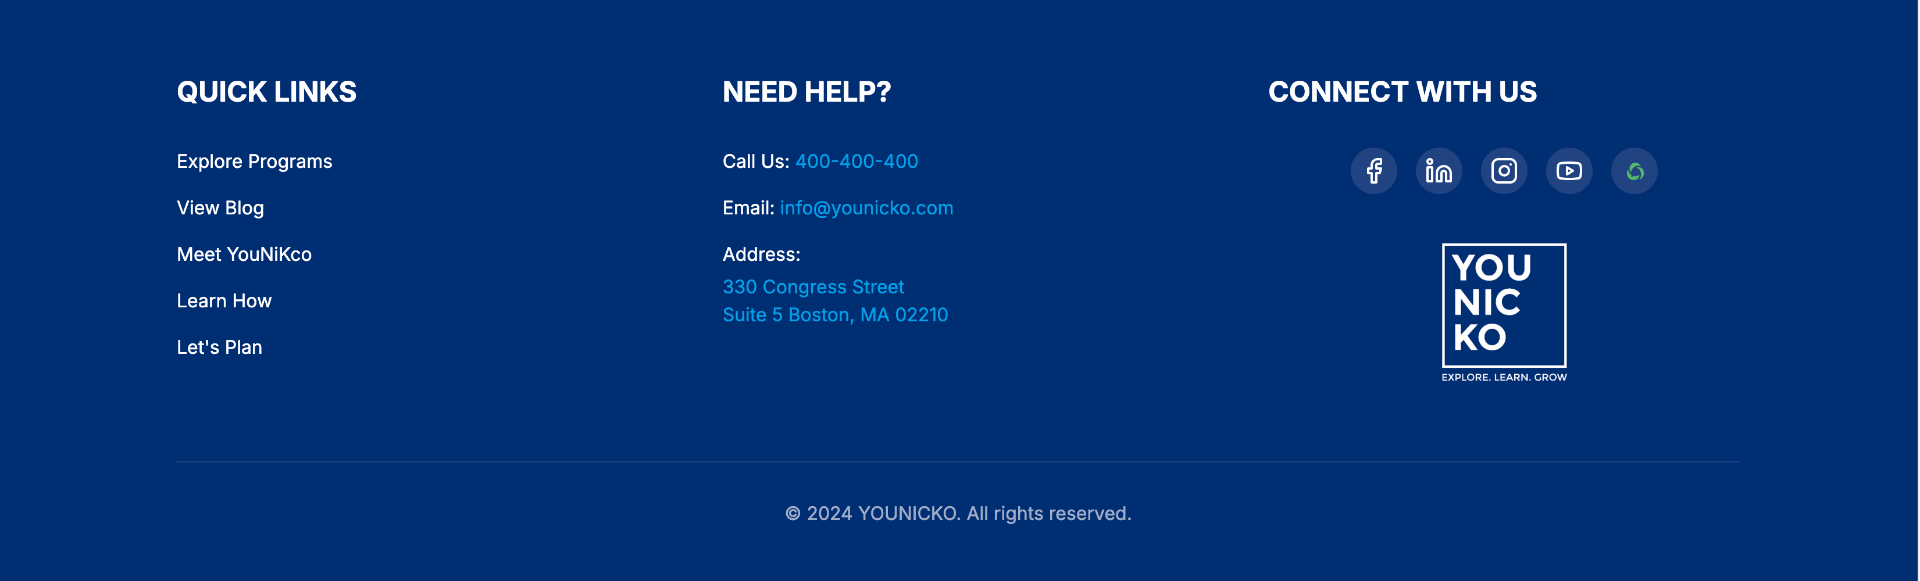 QUICK LINKS
Explore Programs
View Blog
Meet YouNiKco
Learn How
Let's Plan
NEED HELP?
Call Us: 400-400-400
Email: info@younicko.com
Address:
330 Congress Street
Suite 5 Boston, MA 02210
CONNECT WITH US
YOU
NIC
KO
EXPLORE. LEARN. GROW
© 2024 YOUNICKO. All rights reserved.